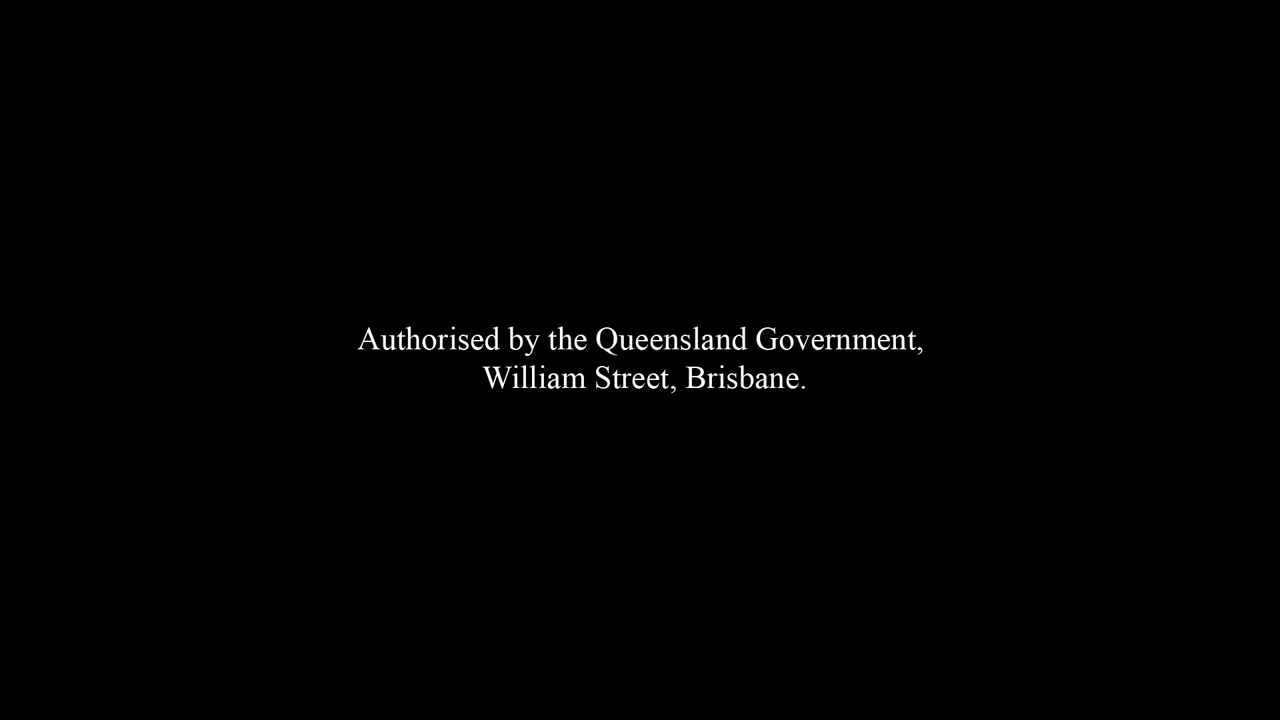 Authorised by the Queensland Government,
William Street, Brisbane.